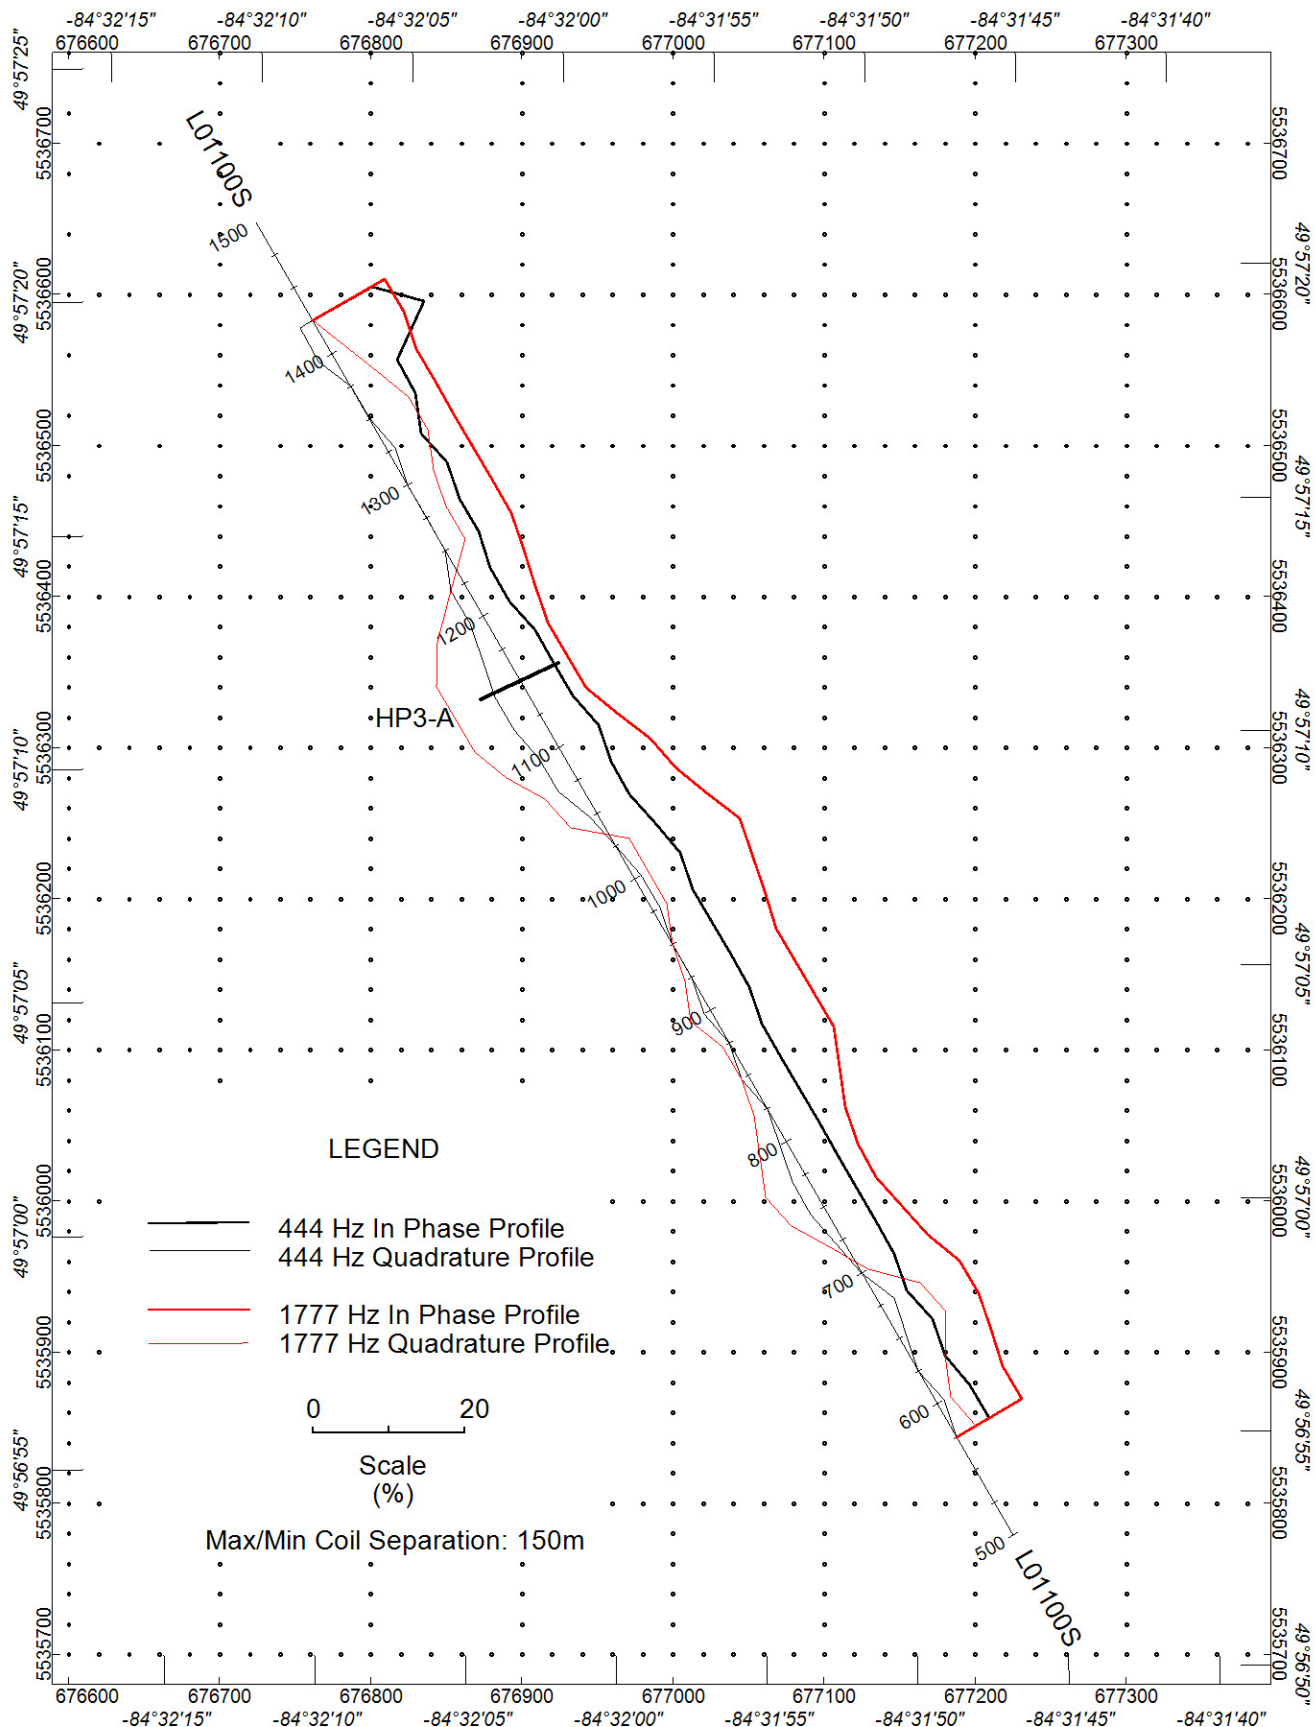 -84°32'15" -84°32'10" -84°32'05" -84°32'00" -84°31'55" -84°31'50" -84°31'45" -84°31'40"
676600 676700 676800 676900 677000 677100 677200 677300
49°57'25"
5536700 5536700
L01100S
1500
49°57'20" 49°57'20"
5536600 5536600
1400
5536500 5536500
1300
49°57'15" 49°57'15"
5536400 5536400
1200
HP3-A
49°57'10" 49°57'10"
5536300 5536300
1100
1000
5536200 5536200
49°57'05" 49°57'05"
900
5536100 5536100
800
LEGEND
5536000 5536000
49°57'00" 49°57'00"
444 Hz In Phase Profile
444 Hz Quadrature Profile
700
1777 Hz In Phase Profile
1777 Hz Quadrature Profile
5535900 5535900
600
0 20
Scale
(%)
49°56'55" 49°56'55"
5535800 5535800
Max/Min Coil Separation: 150m
500
L01100S
5535700 5535700
49°56'50"
676600 676700 676800 676900 677000 677100 677200 677300
-84°32'15" -84°32'10" -84°32'05" -84°32'00" -84°31'55" -84°31'50" -84°31'45" -84°31'40"